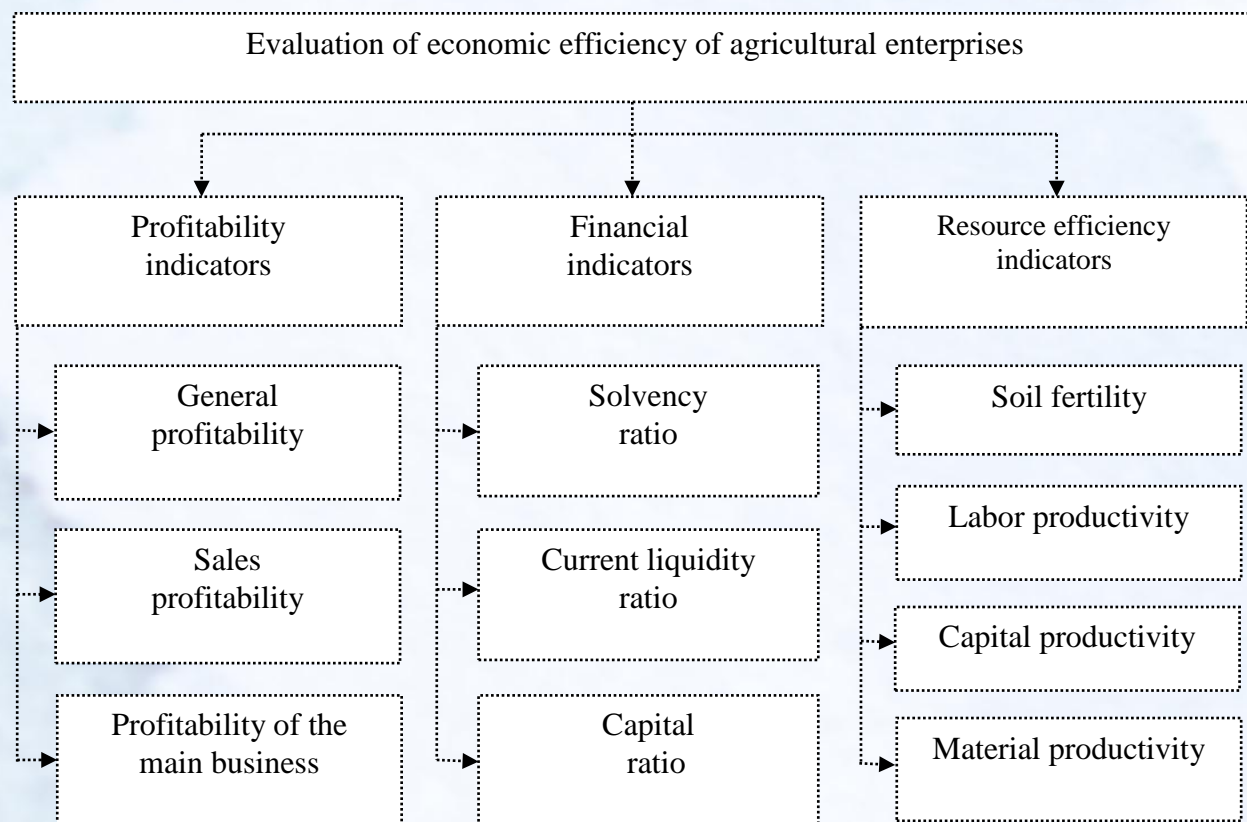 Evaluation of economic efficiency of agricultural enterprises
Profitability
indicators
Financial
indicators
Resource efficiency
indicators
General
profitability
Sales
profitability
Profitability of the
main business
Solvency
ratio
Current liquidity
ratio
Capital
ratio
Soil fertility
Labor productivity
Capital productivity
Material productivity